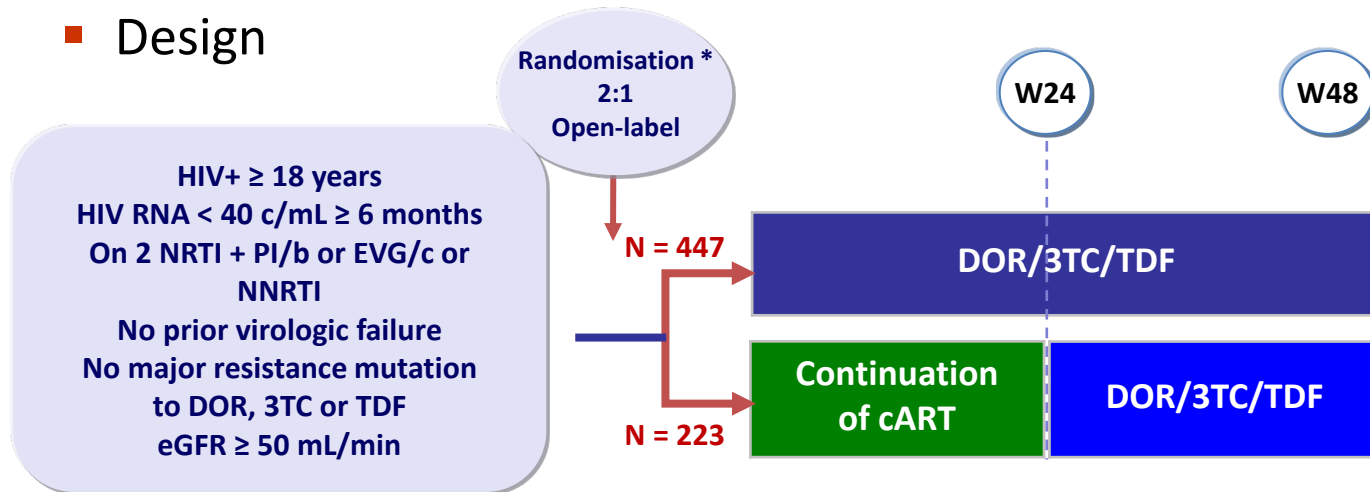 Design
Randomisation *
2:1
Open-label
W24
W48
HIV+ ≥ 18 years
HIV RNA < 40 c/mL ≥ 6 months
On 2 NRTI + PI/b or EVG/c or
NNRTI
No prior virologic failure
No major resistance mutation
to DOR, 3TC or TDF
eGFR ≥ 50 mL/min
N = 447
DOR/3TC/TDF
Continuation
of cART
DOR/3TC/TDF
N = 223